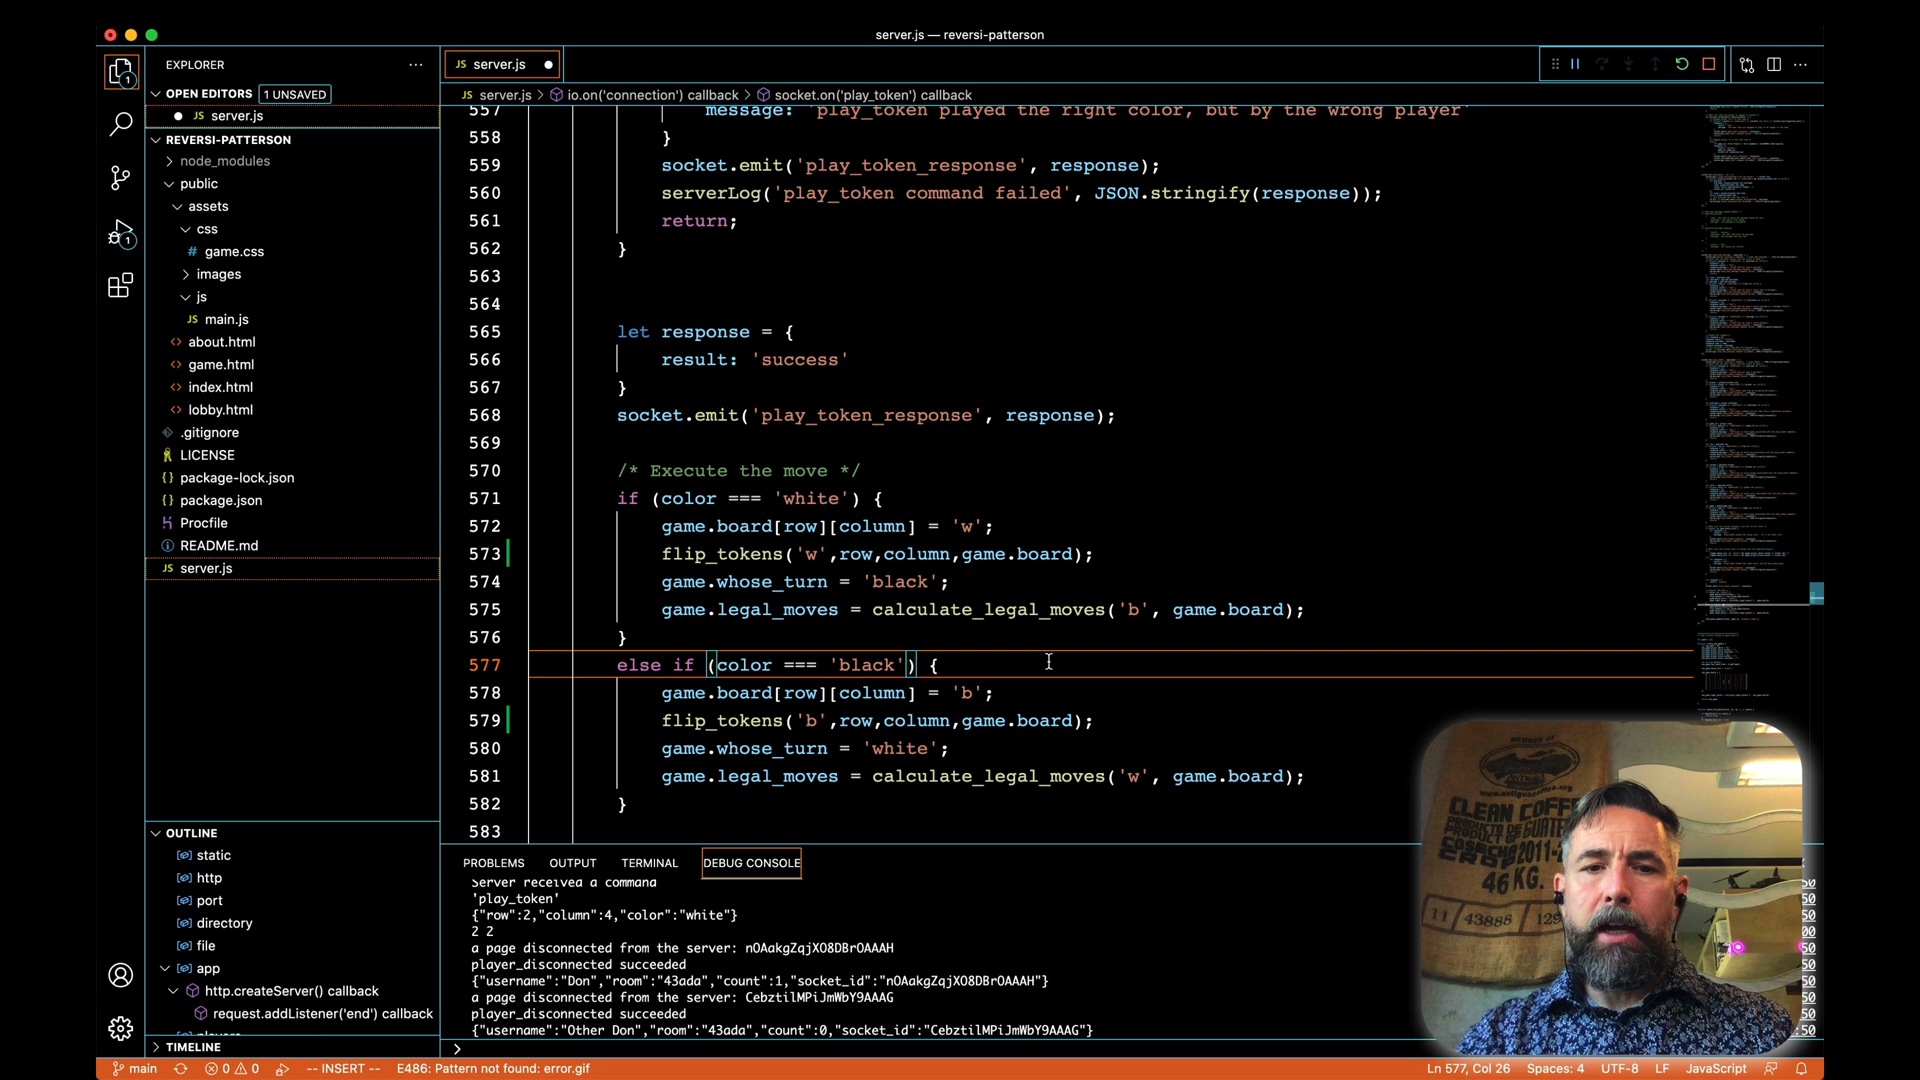 server.js — reversi-patterson
EXPLORER
OPEN EDITORS 1 UNSAVED
JS server.js
REVERSI-PATTERSON
node_modules
public
assets
css
# game.css
images
js
JS main.js
<> about.html
<> game.html
<> index.html
<> lobby.html
.gitignore
LICENSE
{} package-lock.json
{} package.json
Procfile
README.md
JS server.js
OUTLINE
static
http
port
directory
file
app
http.createServer() callback
request.addListener('end') callback
TIMELINE
JS server.js
JS server.js > io.on('connection') callback > socket.on('play_token') callback
557 message: 'play_token played the right color, but by the wrong player'
558 }
559 socket.emit('play_token_response', response);
560 serverLog('play_token command failed', JSON.stringify(response));
561 return;
562 }
563
564
565 let response = {
566 result: 'success'
567 }
568 socket.emit('play_token_response', response);
569
570 /* Execute the move */
571 if (color === 'white') {
572 game.board[row][column] = 'w';
573 flip_tokens('w',row,column,game.board);
574 game.whose_turn = 'black';
575 game.legal_moves = calculate_legal_moves('b', game.board);
576 }
577 else if (color === 'black') {
578 game.board[row][column] = 'b';
579 flip_tokens('b',row,column,game.board);
580 game.whose_turn = 'white';
581 game.legal_moves = calculate_legal_moves('w', game.board);
582 }
583
PROBLEMS OUTPUT TERMINAL DEBUG CONSOLE
Server received a command
'play_token'
{"row":2,"column":4,"color":"white"}
2 2
a page disconnected from the server: nOAakgZqjXO8DBrOAAAH
player_disconnected succeeded
{"username":"Don","room":"43ada","count":1,"socket_id":"nOAakgZqjXO8DBrOAAAH"}
a page disconnected from the server: CebztilMPiJmWbY9AAAG
player_disconnected succeeded
{"username":"Other Don","room":"43ada","count":0,"socket_id":"CebztilMPiJmWbY9AAAG"}
CLEAN COFFE
46 KG.
11 43888 129
main 0 0 -- INSERT -- E486: Pattern not found: error.gif
Ln 577, Col 26 Spaces: 4 UTF-8 LF JavaScript